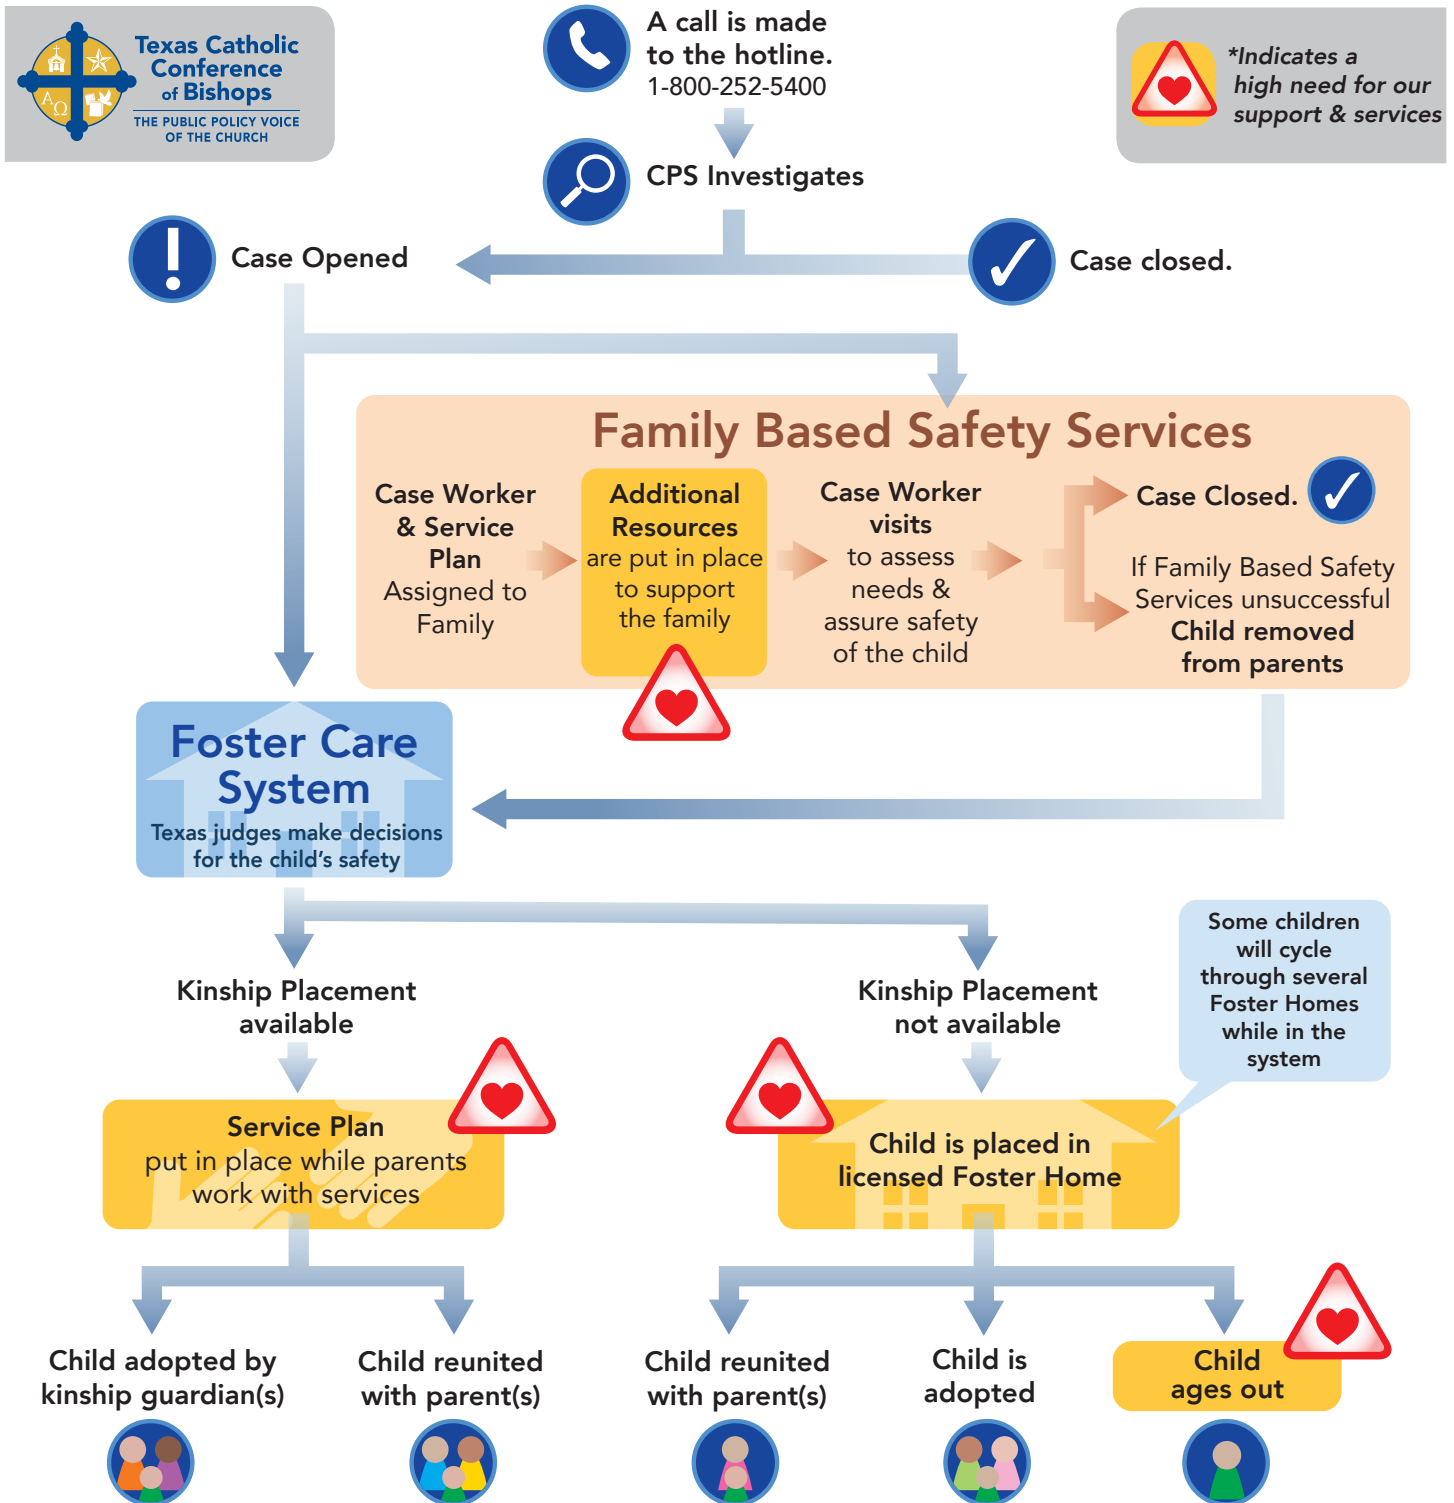 Texas Catholic
Conference
of Bishops
THE PUBLIC POLICY VOICE
OF THE CHURCH
A Ω
A call is made
to the hotline.
1-800-252-5400
*Indicates a
high need for our
support & services
CPS Investigates
!
Case Opened
Case closed.
Family Based Safety Services
Case Worker
& Service
Plan
Assigned to
Family
Additional
Resources
are put in place
to support
the family
Case Worker
visits
to assess
needs &
assure safety
of the child
Case Closed.
If Family Based Safety
Services unsuccessful
Child removed
from parents
Foster Care
System
Texas judges make decisions
for the child's safety
Kinship Placement
available
Kinship Placement
not available
Some children
will cycle
through several
Foster Homes
while in the
system
Service Plan
put in place while parents
work with services
Child is placed in
licensed Foster Home
Child adopted by
kinship guardian(s)
Child reunited
with parent(s)
Child reunited
with parent(s)
Child is
adopted
Child
ages out